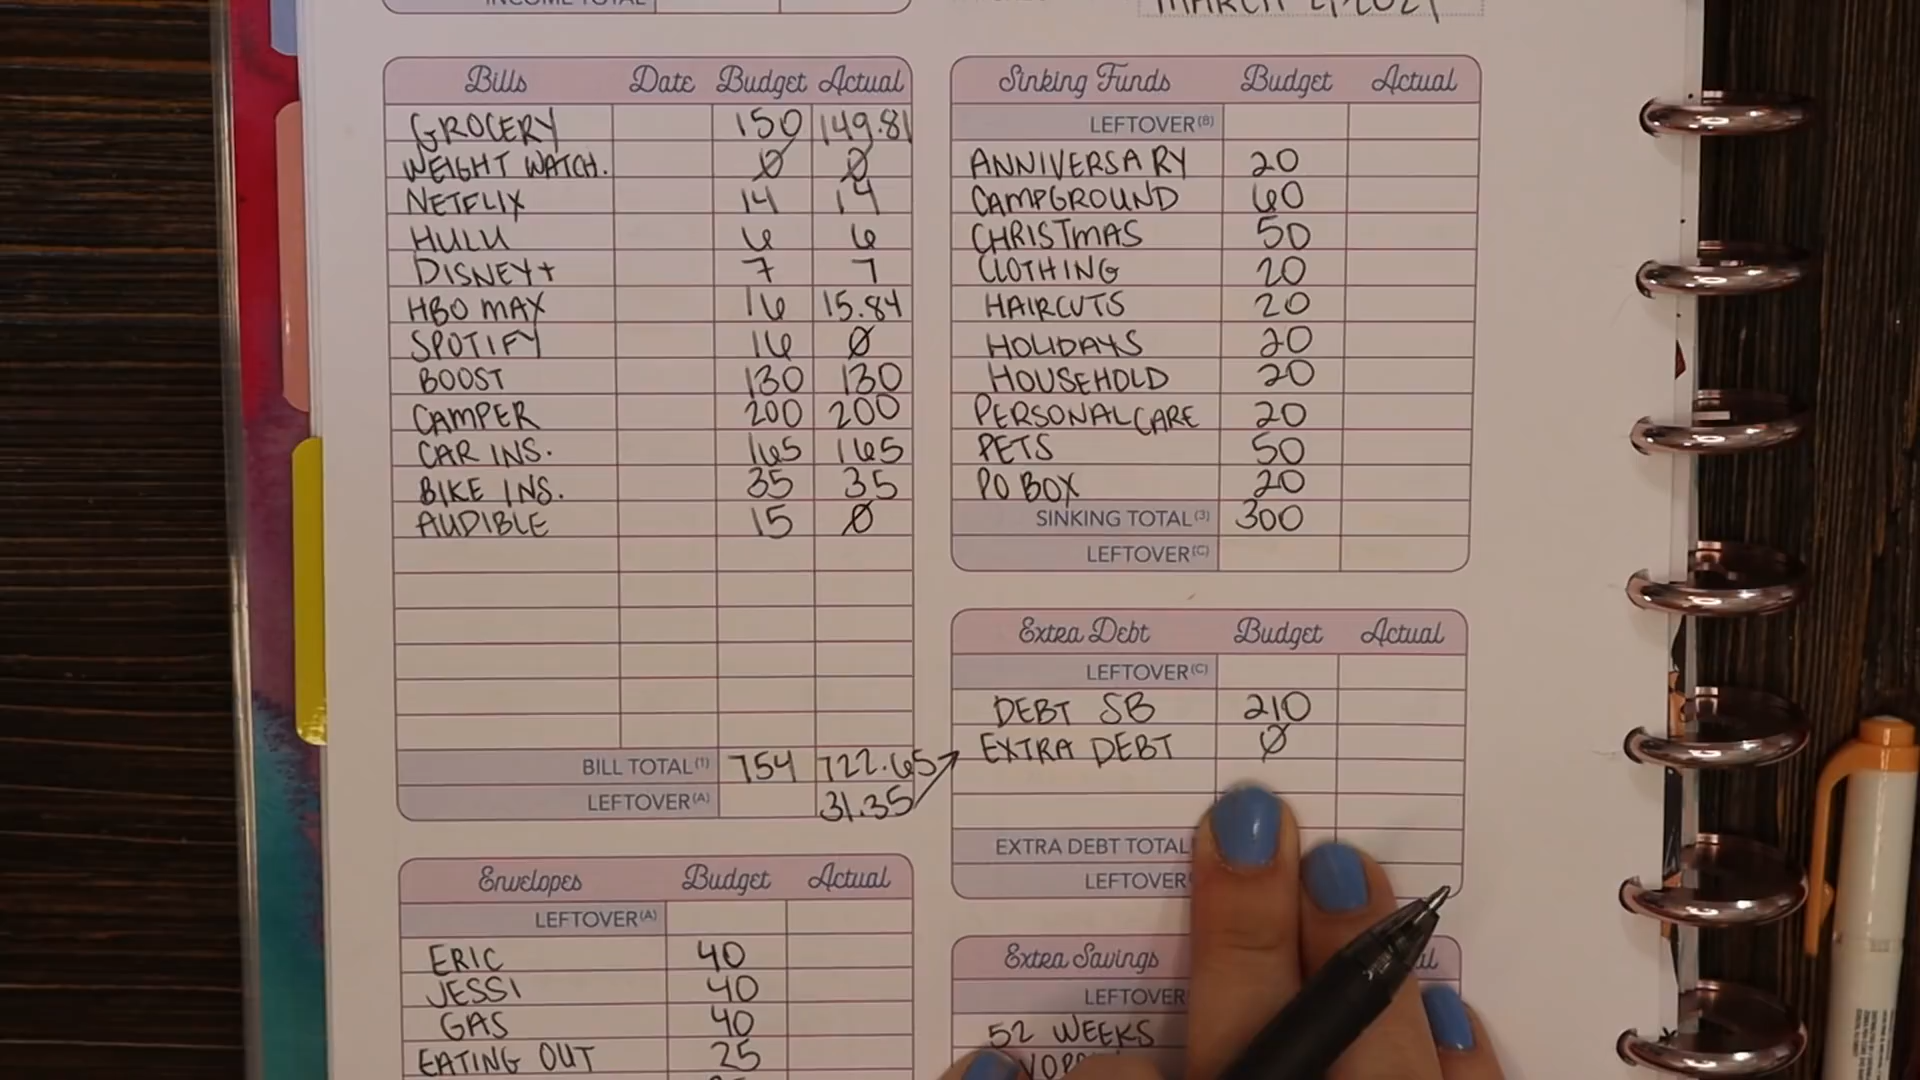 INCOME TOTAL
MARCH 21, 2021
Bills Date Budget Actual
GROCERY 150 149.81
WEIGHT WATCH. Ø Ø
NETFLIX 14 14
HULU 6 6
DISNEY+ 7 7
HBO MAX 16 15.84
SPOTIFY 16 Ø
BOOST 130 130
CAMPER 200 200
CAR INS. 165 165
BIKE INS. 35 35
AUDIBLE 15 Ø
BILL TOTAL(1) 754 722.65
LEFTOVER(A) 31.35
Envelopes Budget Actual
LEFTOVER(A)
ERIC 40
JESSI 40
GAS 40
EATING OUT 25
Sinking Funds Budget Actual
LEFTOVER(B)
ANNIVERSARY 20
CAMPGROUND 60
CHRISTMAS 50
CLOTHING 20
HAIRCUTS 20
HOLIDAYS 20
HOUSEHOLD 20
PERSONAL CARE 20
PETS 50
PO BOX 20
SINKING TOTAL(3) 300
LEFTOVER(C)
Extra Debt Budget Actual
LEFTOVER(C)
DEBT SB 210
EXTRA DEBT Ø
EXTRA DEBT TOTAL
LEFTOVER
Extra Savings
LEFTOVER
52 WEEKS